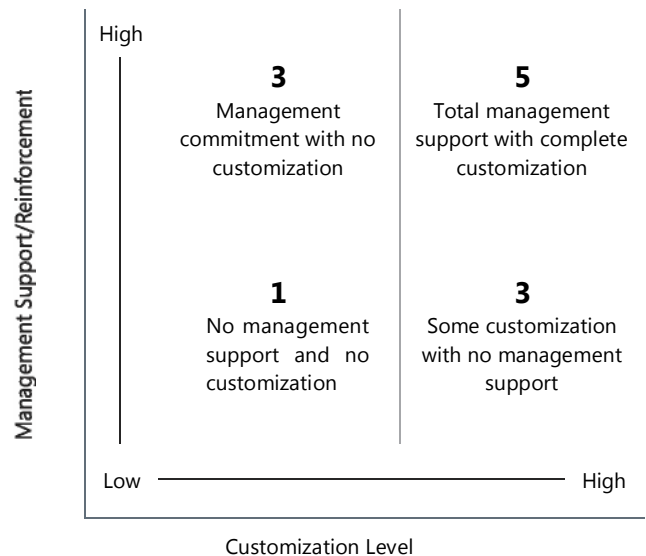 High
Management Support/Reinforcement
3
Management
commitment with no
customization
5
Total management
support with complete
customization
1
No management
support and no
customization
3
Some customization
with no management
support
Low
High
Customization Level